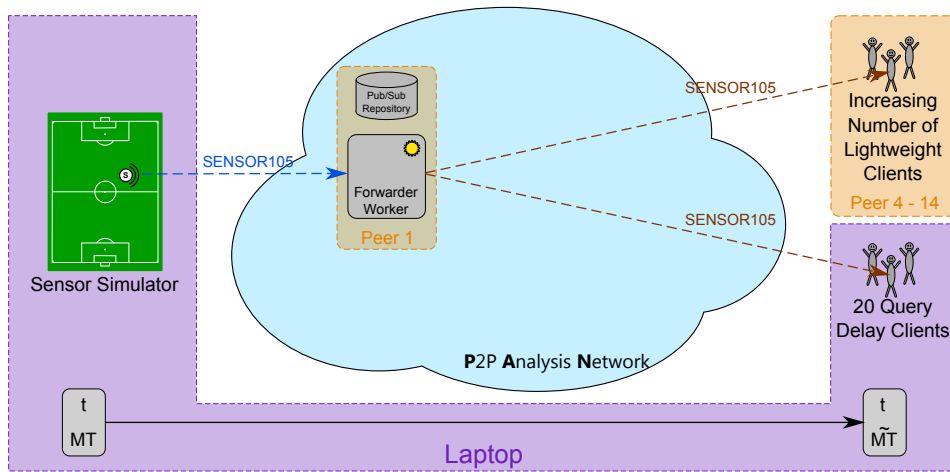 Pub/Sub
Repository
SENSOR105
Increasing
Number of
Lightweight
Clients
Peer 4 - 14
S
SENSOR105
Forwarder
Worker
Peer 1
SENSOR105
Sensor Simulator
20 Query
Delay Clients
P2P Analysis Network
t
MT
t
M̃T
Laptop